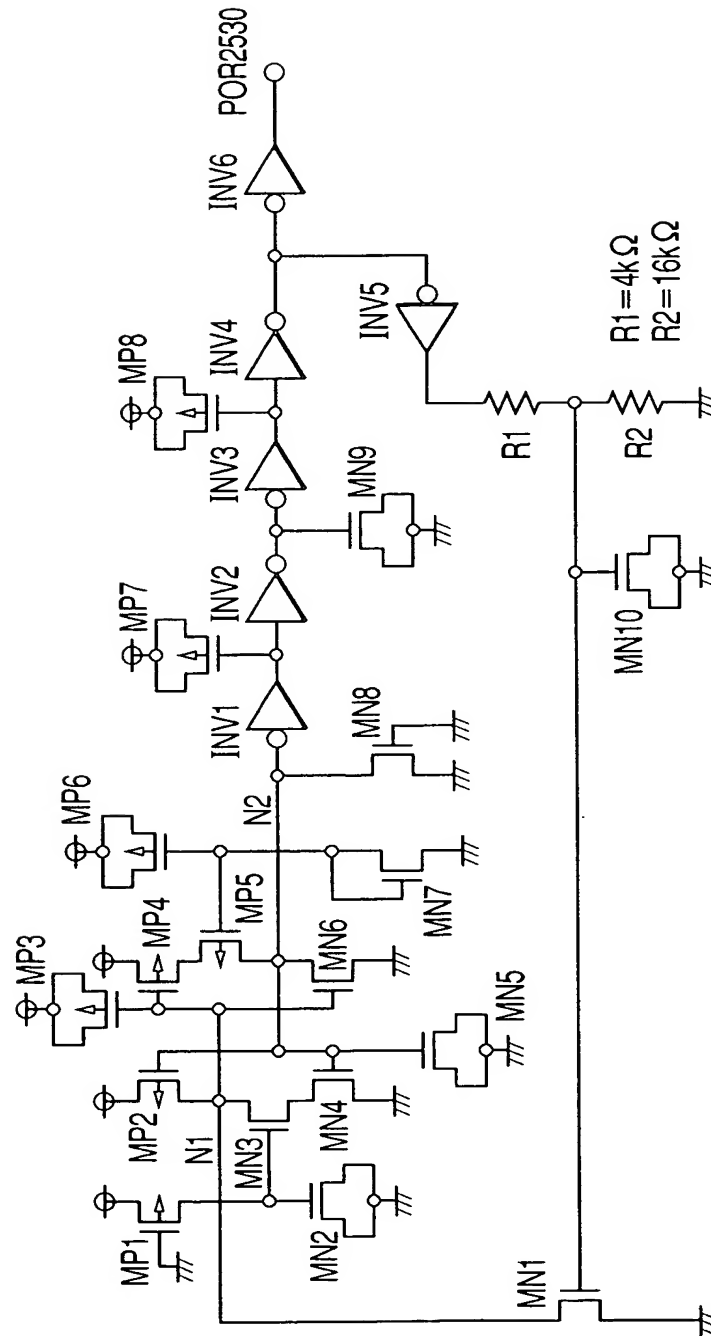 POR2530
INV6
INV5
R1=4kΩ
R2=16kΩ
MP8
INV4
R1
R2
INV3
MN9
MP7
INV2
MN10
INV1
MN8
N2
MP6
MP5
MN7
MP4
MN6
MP3
MN5
MP2
N1
MN3
MN4
MP1
MN2
MN1